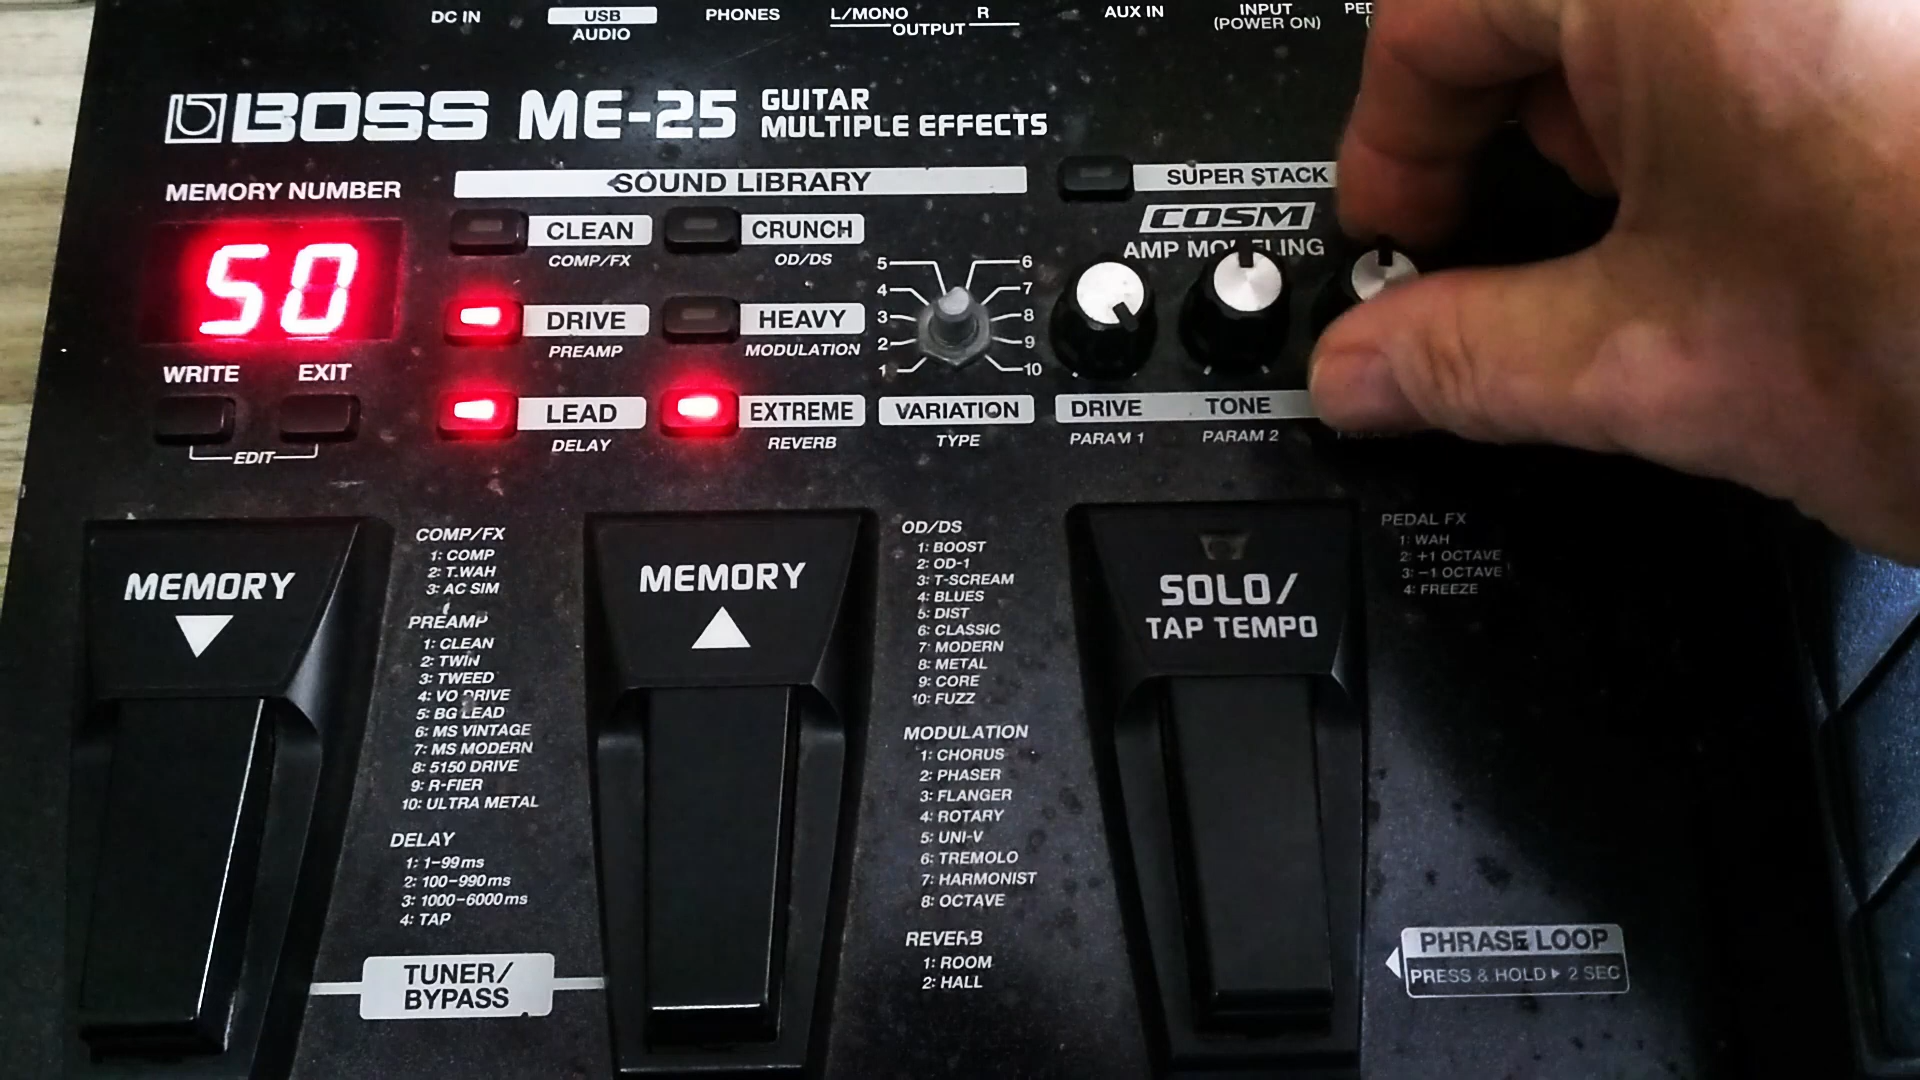 DC IN
USB
AUDIO
PHONES
L/MONO
R
OUTPUT
AUX IN
INPUT
(POWER ON)
BOSS ME-25 GUITAR
MULTIPLE EFFECTS
MEMORY NUMBER
50
WRITE
EXIT
EDIT
SOUND LIBRARY
CLEAN
COMP/FX
CRUNCH
OD/DS
DRIVE
PREAMP
HEAVY
MODULATION
LEAD
DELAY
EXTREME
REVERB
5
4
3
2
1
6
7
8
9
10
VARIATION
TYPE
SUPER STACK
COSM
AMP MODELING
DRIVE
PARAM 1
TONE
PARAM 2
MEMORY
COMP/FX
1: COMP
2: T.WAH
3: AC SIM
PREAMP
1: CLEAN
2: TWIN
3: TWEED
4: VO DRIVE
5: BG LEAD
6: MS VINTAGE
7: MS MODERN
8: 5150 DRIVE
9: R-FIER
10: ULTRA METAL
DELAY
1: 1-99ms
2: 100-990ms
3: 1000-6000ms
4: TAP
TUNER/
BYPASS
MEMORY
OD/DS
1: BOOST
2: OD-1
3: T-SCREAM
4: BLUES
5: DIST
6: CLASSIC
7: MODERN
8: METAL
9: CORE
10: FUZZ
MODULATION
1: CHORUS
2: PHASER
3: FLANGER
4: ROTARY
5: UNI-V
6: TREMOLO
7: HARMONIST
8: OCTAVE
REVERB
1: ROOM
2: HALL
SOLO/
TAP TEMPO
PEDAL FX
1: WAH
2: +1 OCTAVE
3: -1 OCTAVE
4: FREEZE
PHRASE LOOP
PRESS & HOLD ▶ 2 SEC